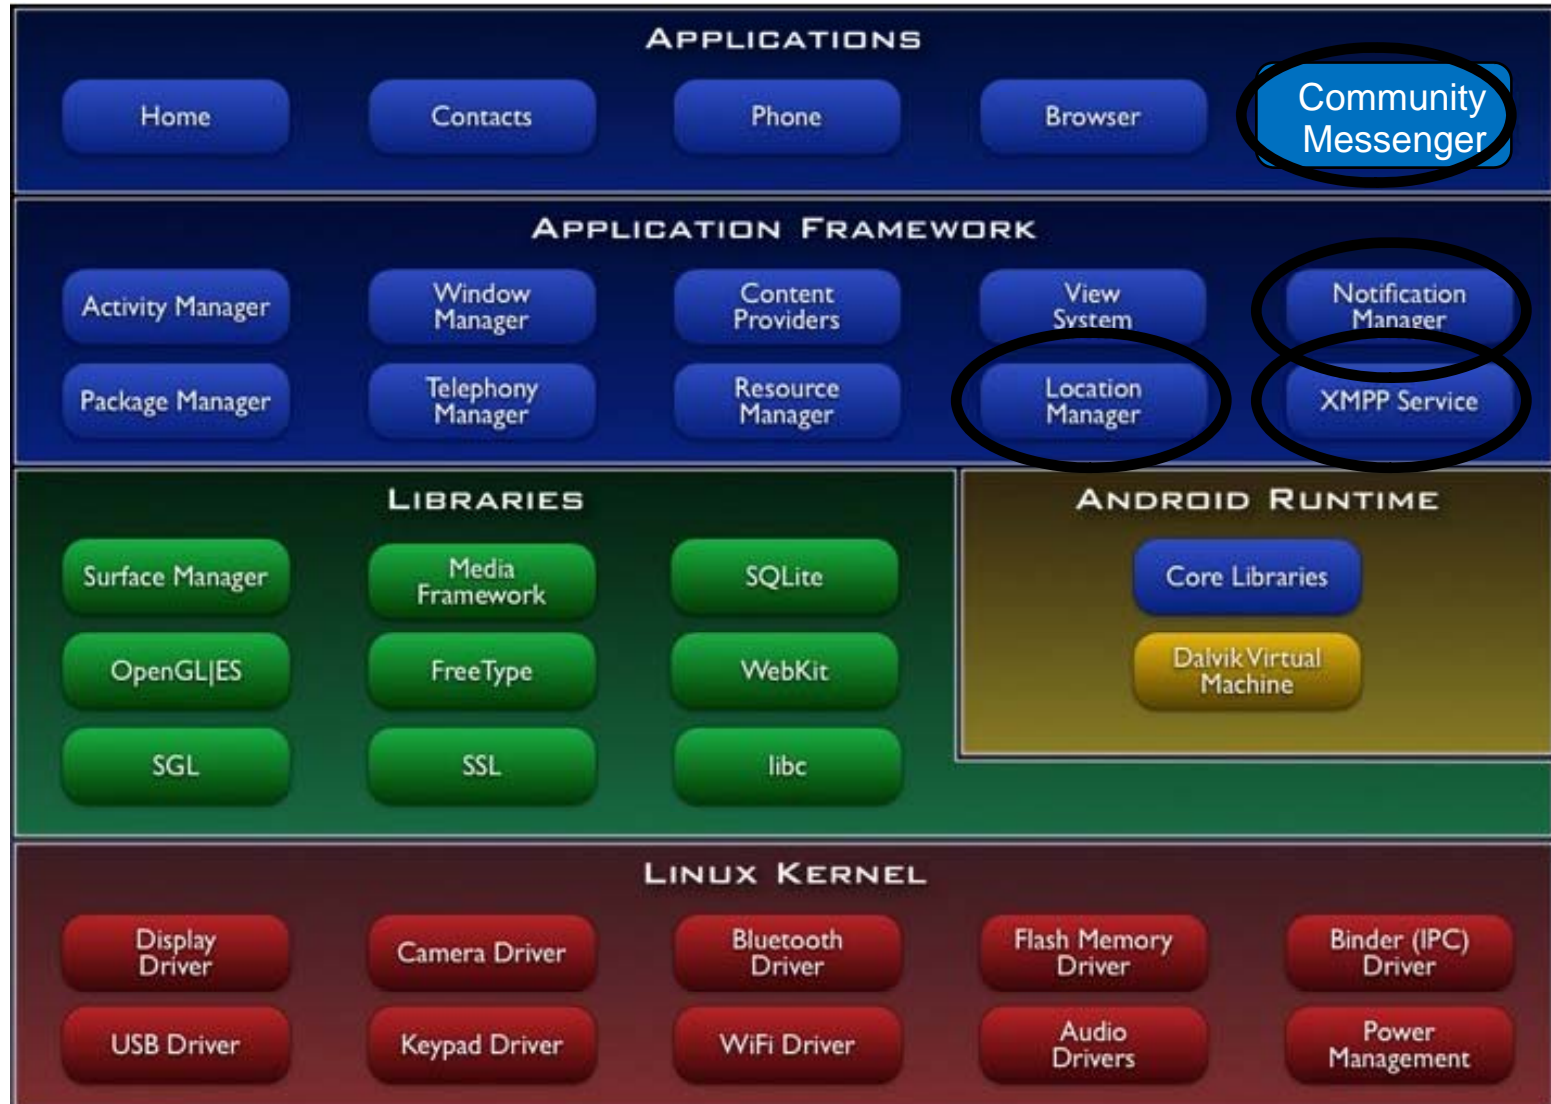 APPLICATIONS
Home
Contacts
Phone
Browser
Community
Messenger
APPLICATION FRAMEWORK
Activity Manager
Window
Manager
Content
Providers
View
System
Notification
Manager
Package Manager
Telephony
Manager
Resource
Manager
Location
Manager
XMPP Service
LIBRARIES
Surface Manager
Media
Framework
SQLite
OpenGL|ES
FreeType
WebKit
SGL
SSL
libc
ANDROID RUNTIME
Core Libraries
Dalvik Virtual
Machine
LINUX KERNEL
Display
Driver
Camera Driver
Bluetooth
Driver
Flash Memory
Driver
Binder (IPC)
Driver
USB Driver
Keypad Driver
WiFi Driver
Audio
Drivers
Power
Management